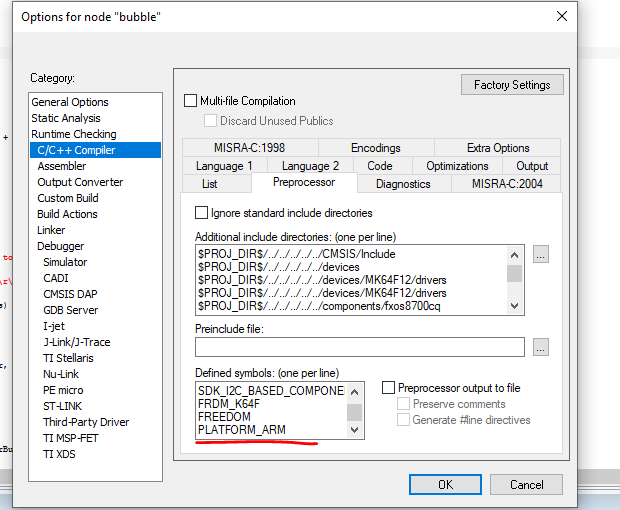 Options for node "bubble"
Category:
General Options
Static Analysis
Runtime Checking
C/C++ Compiler
Assembler
Output Converter
Custom Build
Build Actions
Linker
Debugger
Simulator
CADI
CMSIS DAP
GDB Server
I-jet
J-Link/J-Trace
TI Stellaris
Nu-Link
PE micro
ST-LINK
Third-Party Driver
TI MSP-FET
TI XDS
Factory Settings
Multi-file Compilation
Discard Unused Publics
MISRA-C:1998 Encodings Extra Options
Language 1 Language 2 Code Optimizations Output
List Preprocessor Diagnostics MISRA-C:2004
Ignore standard include directories
Additional include directories: (one per line)
$PROJ_DIR$/../../../../../CMSIS/Include
$PROJ_DIR$/../../../../../devices
$PROJ_DIR$/../../../../../devices/MK64F12/drivers
$PROJ_DIR$/../../../../../devices/MK64F12/drivers
$PROJ_DIR$/../../../../../components/fxos8700cq
...
Preinclude file:
...
Defined symbols: (one per line)
SDK_I2C_BASED_COMPONE
FRDM_K64F
FREEDOM
PLATFORM_ARM
Preprocessor output to file
Preserve comments
Generate #line directives
OK Cancel
+
to
\r\
s)
r,
rBu